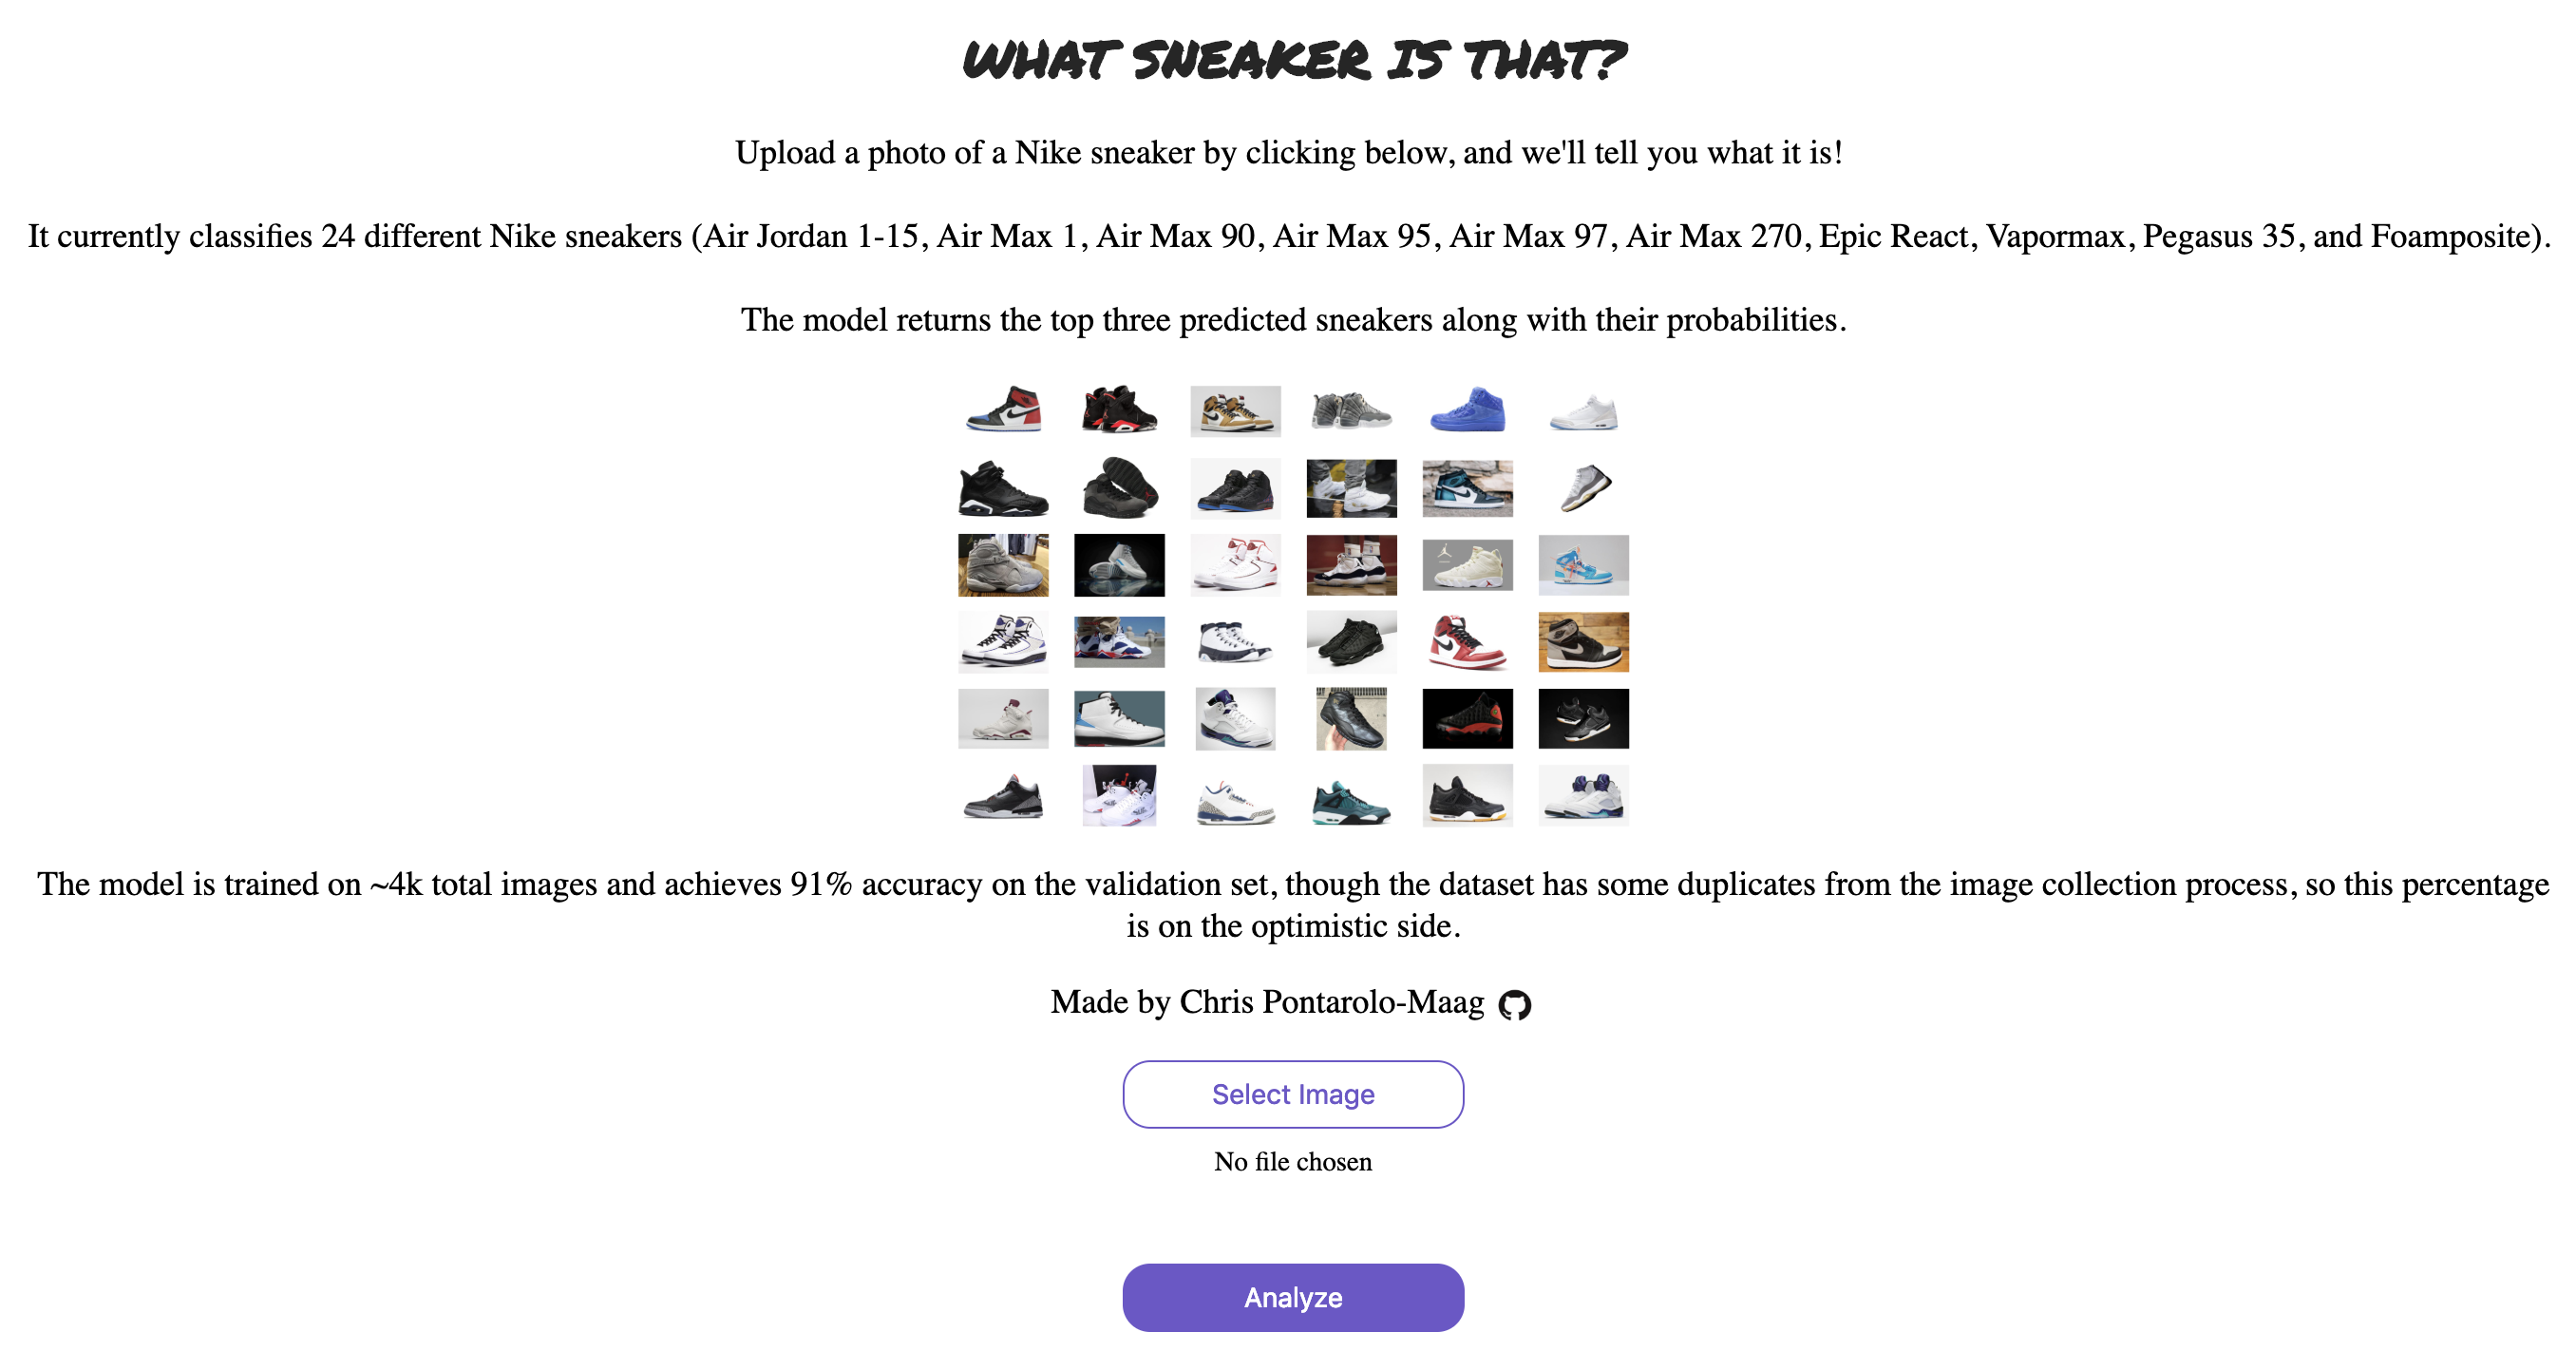 WHAT SNEAKER IS THAT?
Upload a photo of a Nike sneaker by clicking below, and we'll tell you what it is!
It currently classifies 24 different Nike sneakers (Air Jordan 1-15, Air Max 1, Air Max 90, Air Max 95, Air Max 97, Air Max 270, Epic React, Vapormax, Pegasus 35, and Foamposite).
The model returns the top three predicted sneakers along with their probabilities.
The model is trained on ~4k total images and achieves 91% accuracy on the validation set, though the dataset has some duplicates from the image collection process, so this percentage
is on the optimistic side.
Made by Chris Pontarolo-Maag
Select Image
No file chosen
Analyze